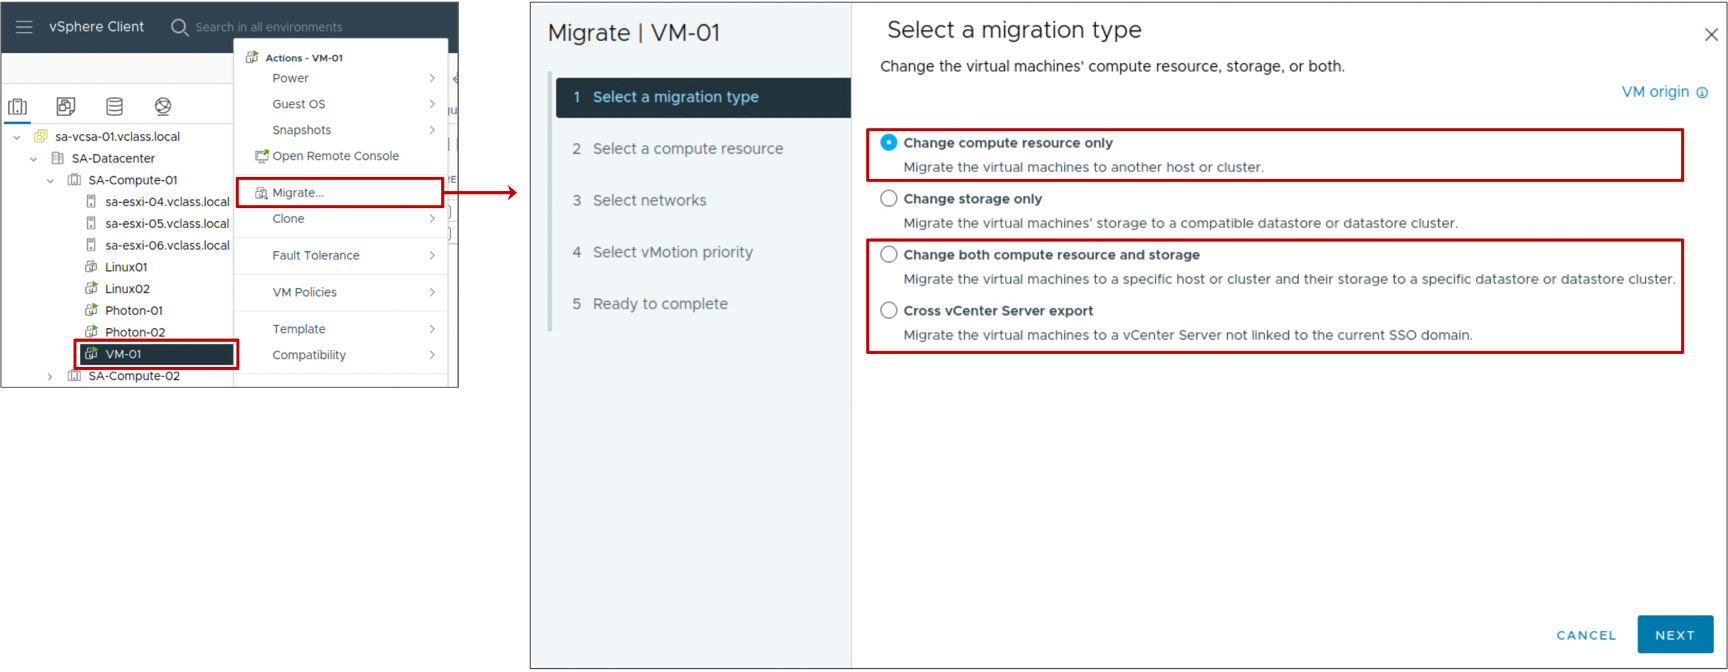 vSphere Client
Search in all environments
Actions - VM-01
Power
Guest OS
Snapshots
Open Remote Console
Migrate...
Clone
Fault Tolerance
VM Policies
Template
Compatibility
sa-vcsa-01.vclass.local
SA-Datacenter
SA-Compute-01
sa-esxi-04.vclass.local
sa-esxi-05.vclass.local
sa-esxi-06.vclass.local
Linux01
Linux02
Photon-01
Photon-02
VM-01
SA-Compute-02
Migrate | VM-01
1 Select a migration type
2 Select a compute resource
3 Select networks
4 Select vMotion priority
5 Ready to complete
Select a migration type
Change the virtual machines' compute resource, storage, or both.
VM origin
Change compute resource only
Migrate the virtual machines to another host or cluster.
Change storage only
Migrate the virtual machines' storage to a compatible datastore or datastore cluster.
Change both compute resource and storage
Migrate the virtual machines to a specific host or cluster and their storage to a specific datastore or datastore cluster.
Cross vCenter Server export
Migrate the virtual machines to a vCenter Server not linked to the current SSO domain.
CANCEL
NEXT